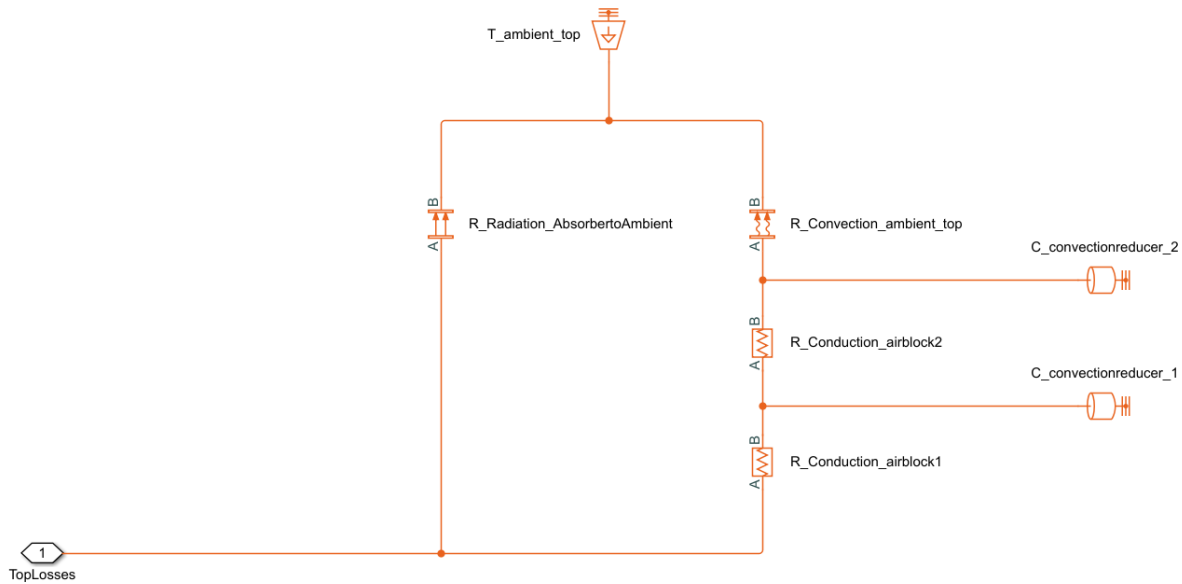 T_ambient_top
B
B
R_Radiation_AbsorbertoAmbient
R_Convection_ambient_top
A
A
C_convectionreducer_2
B
R_Conduction_airblock2
A
C_convectionreducer_1
B
R_Conduction_airblock1
A
1
TopLosses